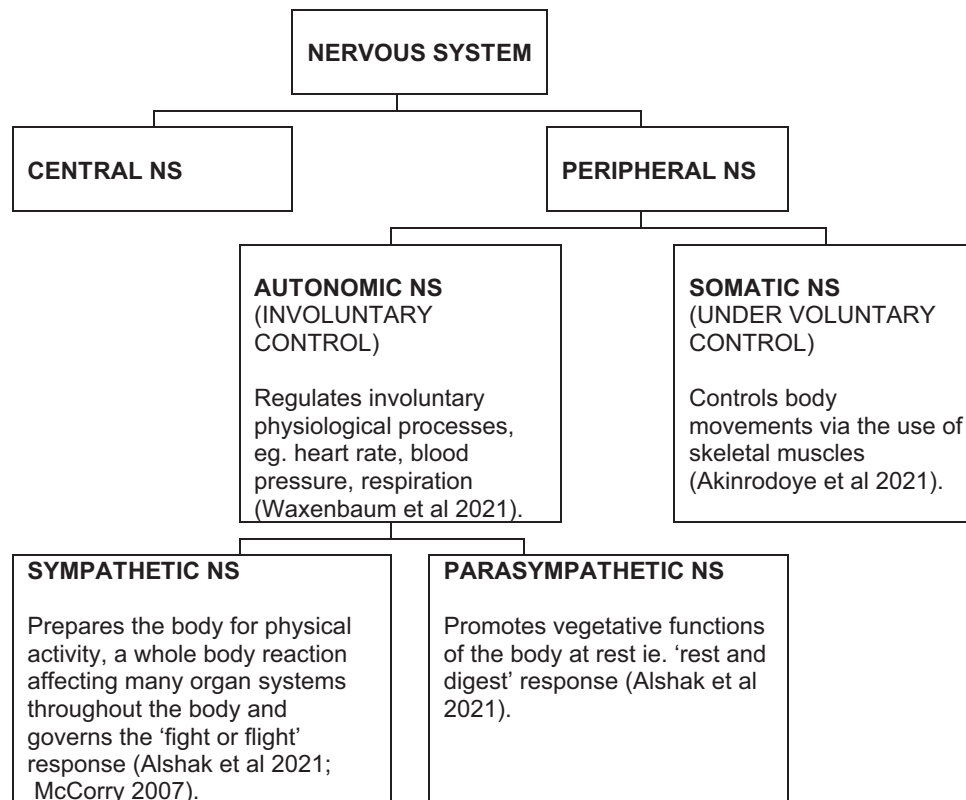 NERVOUS SYSTEM
CENTRAL NS
PERIPHERAL NS
AUTONOMIC NS
(INVOLUNTARY
CONTROL)
Regulates involuntary
physiological processes,
eg. heart rate, blood
pressure, respiration
(Waxenbaum et al 2021).
SOMATIC NS
(UNDER VOLUNTARY
CONTROL)
Controls body
movements via the use of
skeletal muscles
(Akinrodoye et al 2021).
SYMPATHETIC NS
Prepares the body for physical
activity, a whole body reaction
affecting many organ systems
throughout the body and
governs the ‘fight or flight’
response (Alshak et al 2021;
McCorry 2007).
PARASYMPATHETIC NS
Promotes vegetative functions
of the body at rest ie. ‘rest and
digest’ response (Alshak et al
2021).